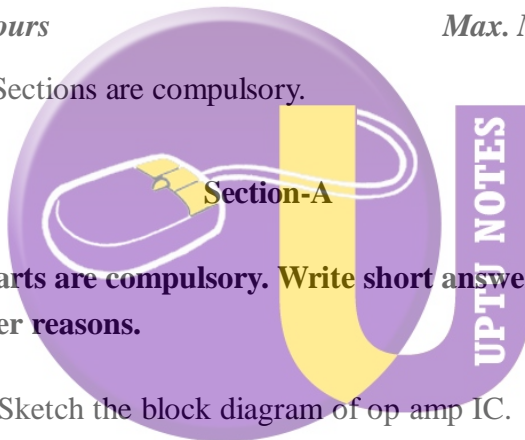 ours Max. M
Sections are compulsory.
Section-A
arts are compulsory. Write short answe
er reasons.
Sketch the block diagram of op amp IC.
UPTU NOTES